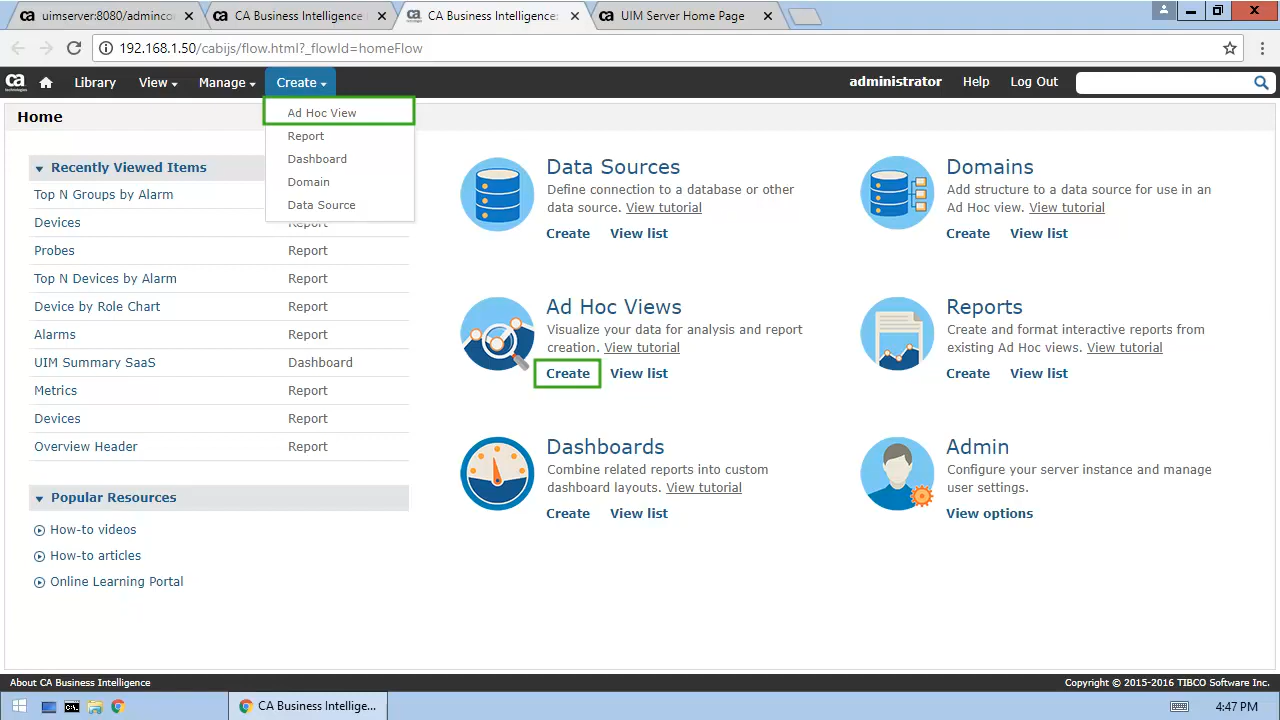 uimserver:8080/adminco
CA Business Intelligence
CA Business Intelligence:
UIM Server Home Page
192.168.1.50/cabijs/flow.html?_flowId=homeFlow
ca technologies
Library
View
Manage
Create
administrator
Help
Log Out
Home
Ad Hoc View
Report
Dashboard
Domain
Data Source
Recently Viewed Items
Top N Groups by Alarm
Devices Report
Probes Report
Top N Devices by Alarm Report
Device by Role Chart Report
Alarms Report
UIM Summary SaaS Dashboard
Metrics Report
Devices Report
Overview Header Report
Popular Resources
How-to videos
How-to articles
Online Learning Portal
Data Sources
Define connection to a database or other
data source. View tutorial
Create View list
Domains
Add structure to a data source for use in an
Ad Hoc view. View tutorial
Create View list
Ad Hoc Views
Visualize your data for analysis and report
creation. View tutorial
Create View list
Reports
Create and format interactive reports from
existing Ad Hoc views. View tutorial
Create View list
Dashboards
Combine related reports into custom
dashboard layouts. View tutorial
Create View list
Admin
Configure your server instance and manage
user settings.
View options
About CA Business Intelligence
Copyright © 2015-2016 TIBCO Software Inc.
CA Business Intellige...
4:47 PM